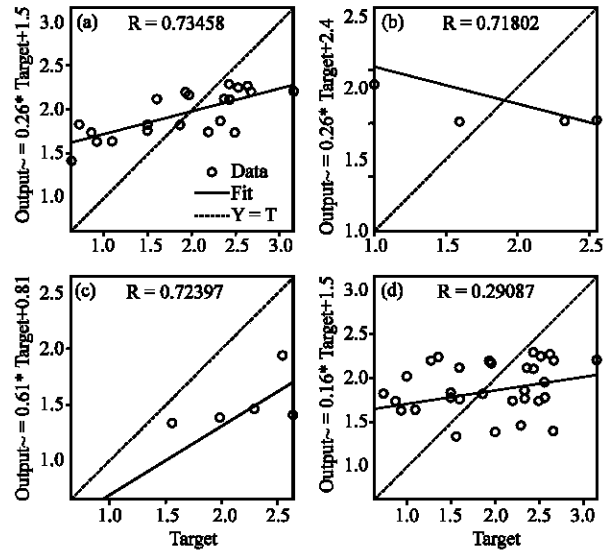 (a)
R = 0.73458
Output~ = 0.26* Target+1.5
3.0
2.5
2.0
1.5
1.0
1.0
1.5
2.0
2.5
3.0
Data
Fit
Y = T
(b)
R = 0.71802
Output~ = 0.26* Target+2.4
2.5
2.0
1.5
1.0
1.0
1.5
2.0
2.5
(c)
R = 0.72397
Output~ = 0.61* Target+0.81
2.5
2.0
1.5
1.0
1.0
1.5
2.0
2.5
Target
(d)
R = 0.29087
Output~ = 0.16* Target+1.5
3.0
2.5
2.0
1.5
1.0
1.0
1.5
2.0
2.5
3.0
Target